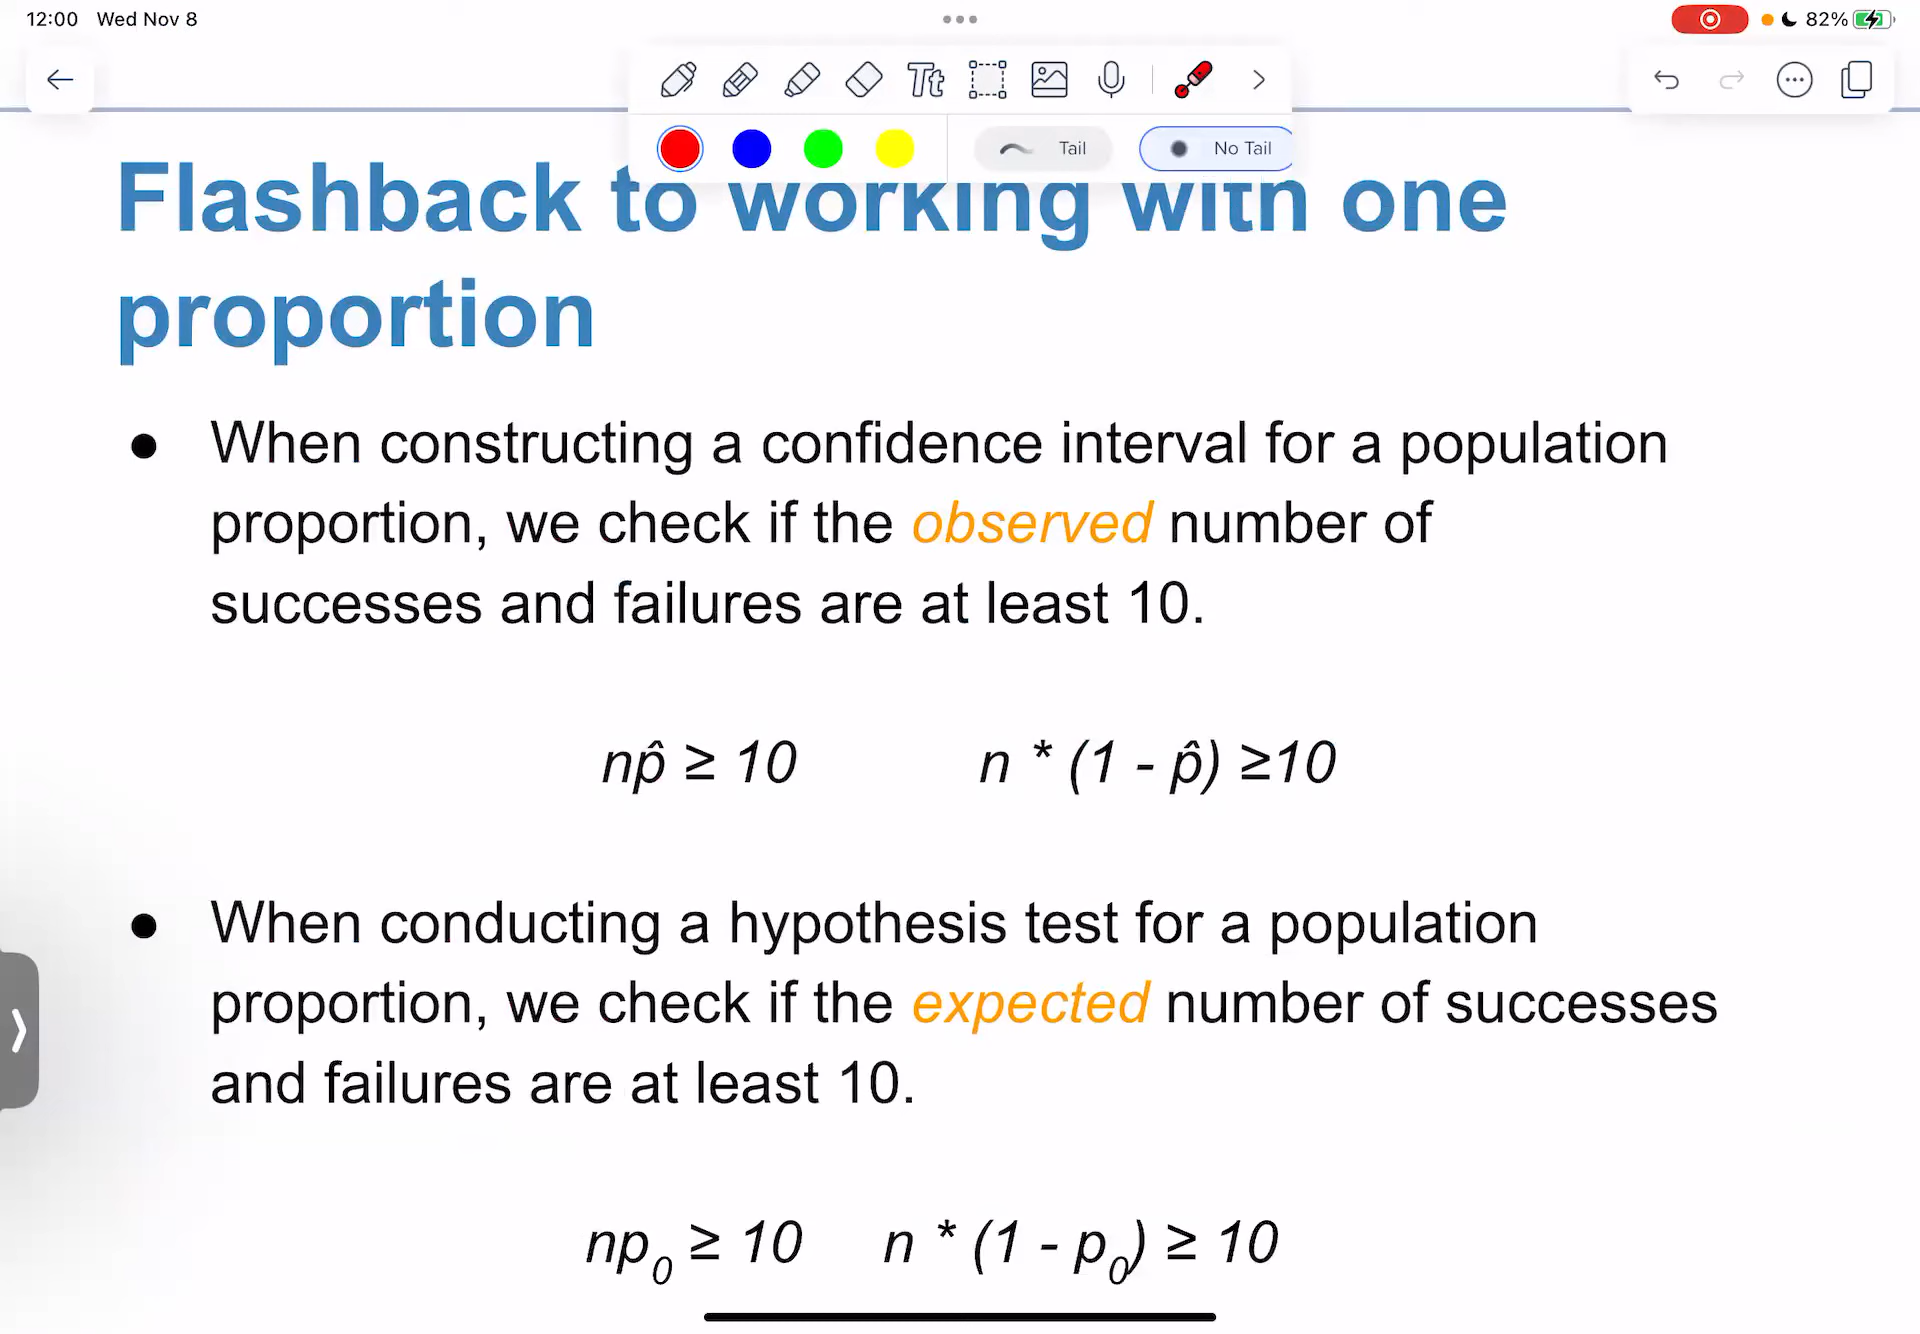 12:00 Wed Nov 8
82%
Tt
Tail
No Tail
Flashback to working with one
proportion
● When constructing a confidence interval for a population
proportion, we check if the observed number of
successes and failures are at least 10.
np̂ ≥ 10 n * (1 - p̂) ≥10
● When conducting a hypothesis test for a population
proportion, we check if the expected number of successes
and failures are at least 10.
np₀ ≥ 10 n * (1 - p₀) ≥ 10